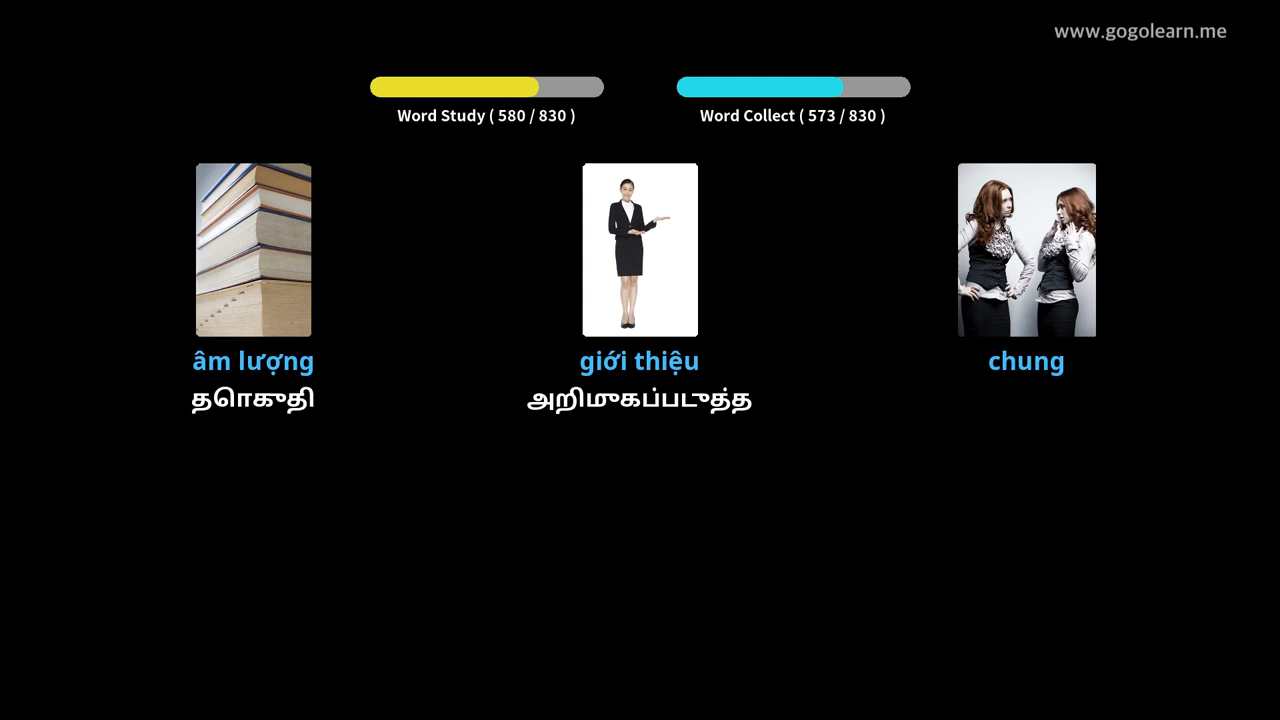 www.gogolearn.me
Word Study ( 580 / 830 )
Word Collect ( 573 / 830 )
âm lượng
giới thiệu
chung
தொகுதி
அறிமுகப்படுத்த